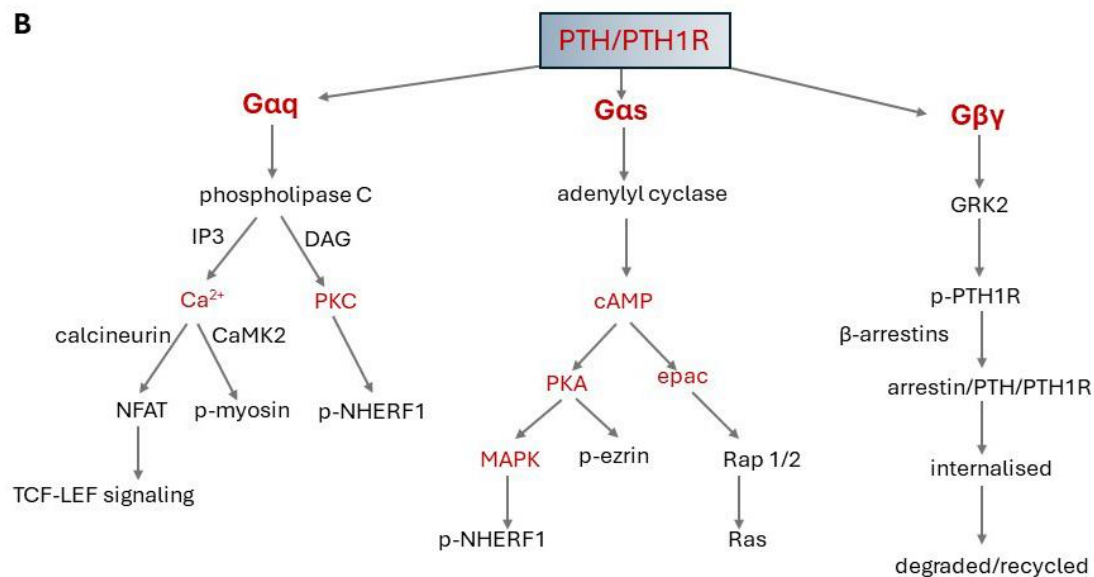 B
PTH/PTH1R
Gαq
Gαs
Gβγ
phospholipase C
adenylyl cyclase
GRK2
IP3
DAG
Ca²⁺
PKC
cAMP
p-PTH1R
calcineurin
CaMK2
β-arrestins
PKA
epac
arrestin/PTH/PTH1R
NFAT
p-myosin
p-NHERF1
MAPK
p-ezrin
Rap 1/2
internalised
TCF-LEF signaling
p-NHERF1
Ras
degraded/recycled